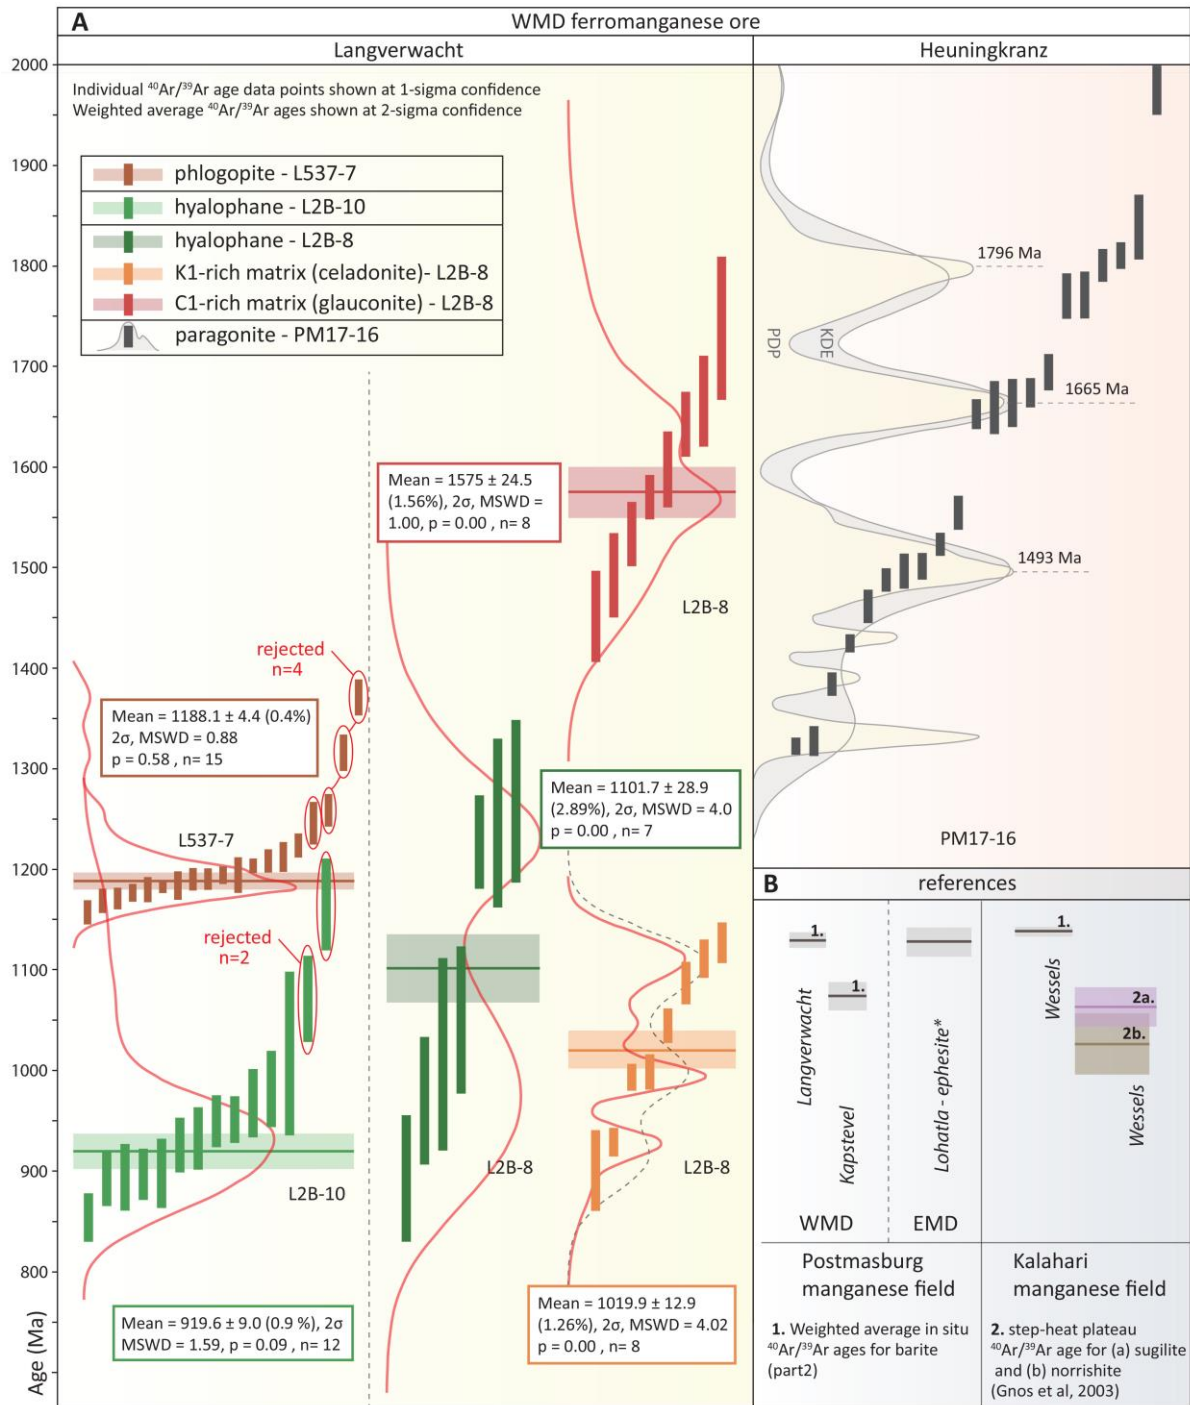 A
WMD ferromanganese ore
Langverwacht
Heuningkranz
2000
1900
1800
1700
1600
1500
1400
1300
1200
1100
1000
900
800
Age (Ma)
Individual ⁴⁰Ar/³⁹Ar age data points shown at 1-sigma confidence
Weighted average ⁴⁰Ar/³⁹Ar ages shown at 2-sigma confidence
phlogopite - L537-7
hyalophane - L2B-10
hyalophane - L2B-8
K1-rich matrix (celadonite)- L2B-8
C1-rich matrix (glauconite) - L2B-8
paragonite - PM17-16
Mean = 1575 ± 24.5
(1.56%), 2σ, MSWD =
1.00, p = 0.00 , n= 8
L2B-8
rejected
n=4
Mean = 1188.1 ± 4.4 (0.4%)
2σ, MSWD = 0.88
p = 0.58 , n= 15
L537-7
Mean = 1101.7 ± 28.9
(2.89%), 2σ, MSWD = 4.0
p = 0.00 , n= 7
rejected
n=2
L2B-10
L2B-8
L2B-8
Mean = 919.6 ± 9.0 (0.9 %), 2σ
MSWD = 1.59, p = 0.09 , n= 12
Mean = 1019.9 ± 12.9
(1.26%), 2σ, MSWD = 4.02
p = 0.00 , n= 8
1796 Ma
PDP
KDE
1665 Ma
1493 Ma
PM17-16
B
references
1.
Langverwacht
1.
Kapstevel
Lohatla - ephesite*
1.
Wessels
2a.
2b.
Wessels
WMD
EMD
Postmasburg
manganese field
Kalahari
manganese field
1. Weighted average in situ
⁴⁰Ar/³⁹Ar ages for barite
(part2)
2. step-heat plateau
⁴⁰Ar/³⁹Ar age for (a) sugilite
and (b) norrishite
(Gnos et al, 2003)